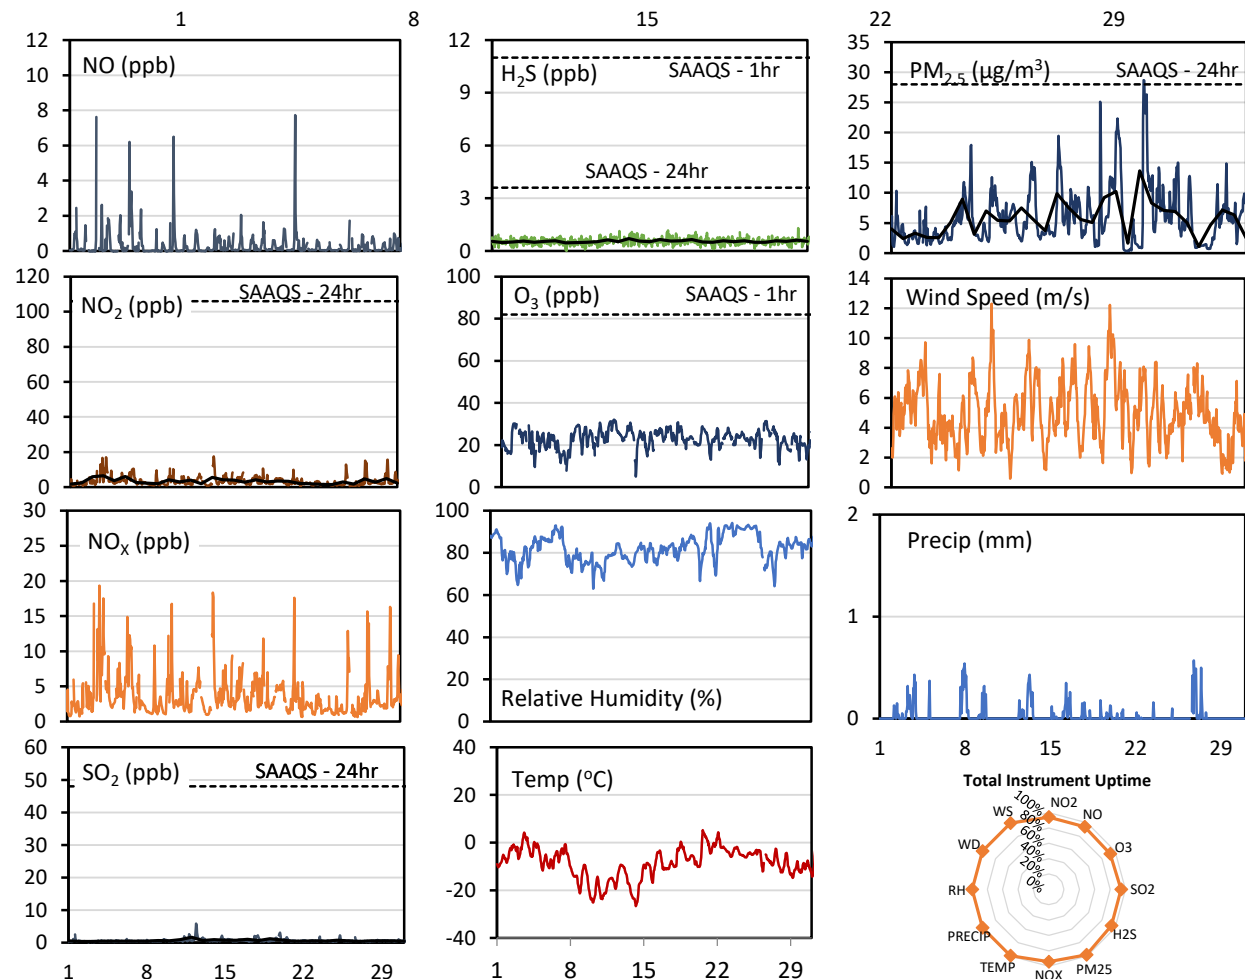 1 8 15 22 29
NO (ppb)
12
10
8
6
4
2
0
H2S (ppb)
SAAQS - 1hr
SAAQS - 24hr
12
9
6
3
0
PM2.5 (µg/m³)
SAAQS - 24hr
35
30
25
20
15
10
5
0
NO2 (ppb)
SAAQS - 24hr
120
100
80
60
40
20
0
O3 (ppb)
SAAQS - 1hr
100
80
60
40
20
0
Wind Speed (m/s)
14
12
10
8
6
4
2
0
NOX (ppb)
30
25
20
15
10
5
0
100
80
60
40
20
0
Relative Humidity (%)
Precip (mm)
2
1
0
1 8 15 22 29
SO2 (ppb)
SAAQS - 24hr
60
50
40
30
20
10
0
1 8 15 22 29
Temp (oC)
40
20
0
-20
-40
1 8 15 22 29
Total Instrument Uptime
100%
80%
60%
40%
20%
0%
NO2
NO
O3
SO2
H2S
PM25
NOX
TEMP
PRECIP
RH
WD
WS